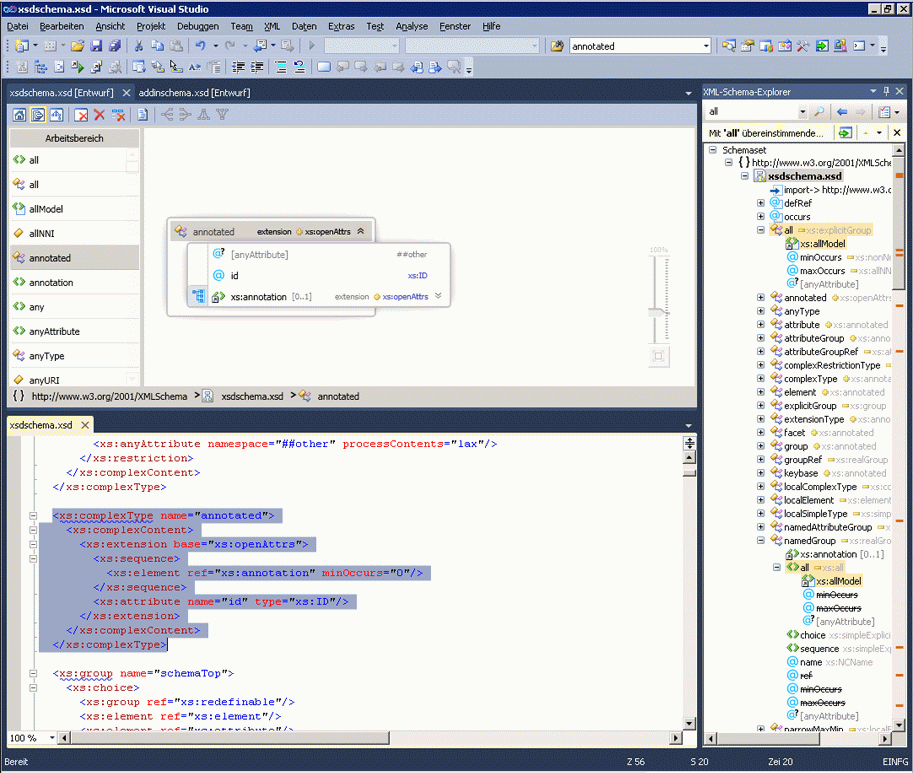 xsdschema.xsd - Microsoft Visual Studio
Datei Bearbeiten Ansicht Projekt Debuggen Team XML Daten Extras Test Analyse Fenster Hilfe
annotated
xsdschema.xsd [Entwurf] addinschema.xsd [Entwurf]
Arbeitsbereich
all
all
allModel
allNNI
annotated
annotation
any
anyAttribute
anyType
anyURI
annotated extension xs:openAttrs
[anyAttribute] ##other
id xs:ID
xs:annotation [0..1] extension xs:openAttrs
100%
{ } http://www.w3.org/2001/XMLSchema > xsdschema.xsd > annotated
xsdschema.xsd
<xs:anyAttribute namespace="##other" processContents="lax"/>
</xs:restriction>
</xs:complexContent>
</xs:complexType>
<xs:complexType name="annotated">
<xs:complexContent>
<xs:extension base="xs:openAttrs">
<xs:sequence>
<xs:element ref="xs:annotation" minOccurs="0"/>
</xs:sequence>
<xs:attribute name="id" type="xs:ID"/>
</xs:extension>
</xs:complexContent>
</xs:complexType>
<xs:group name="schemaTop">
<xs:choice>
<xs:group ref="xs:redefinable"/>
<xs:element ref="xs:element"/>
<xs:element ref="xs:attribute"/>
100 %
XML-Schema-Explorer
all
Mit 'all' übereinstimmende...
Schemaset
{ } http://www.w3.org/2001/XMLSche
xsdschema.xsd
import-> http://www.w3.o
defRef
occurs
all xs:explicitGroup
xs:allModel
minOccurs xs:nonNe
maxOccurs xs:allNN
[anyAttribute]
annotated xs:openAttrs
anyType
attribute xs:annotated
attributeGroup xs:anno
attributeGroupRef xs:a
complexRestrictionType
complexType xs:annota
element xs:annotated
explicitGroup xs:group
extensionType xs:anno
facet xs:annotated
group xs:annotated
groupRef xs:realGroup
keybase xs:annotated
localComplexType xs:co
localElement xs:elemen
localSimpleType xs:simp
namedAttributeGroup
namedGroup xs:realGro
xs:annotation [0..1]
all xs:all
xs:allModel
minOccurs
maxOccurs
[anyAttribute]
choice xs:simpleExplici
sequence xs:simpleExp
name xs:NCName
ref
minOccurs
maxOccurs
[anyAttribute]
narrowMaxMin xs:local
Bereit Z 56 S 20 Zei 20 EINFG